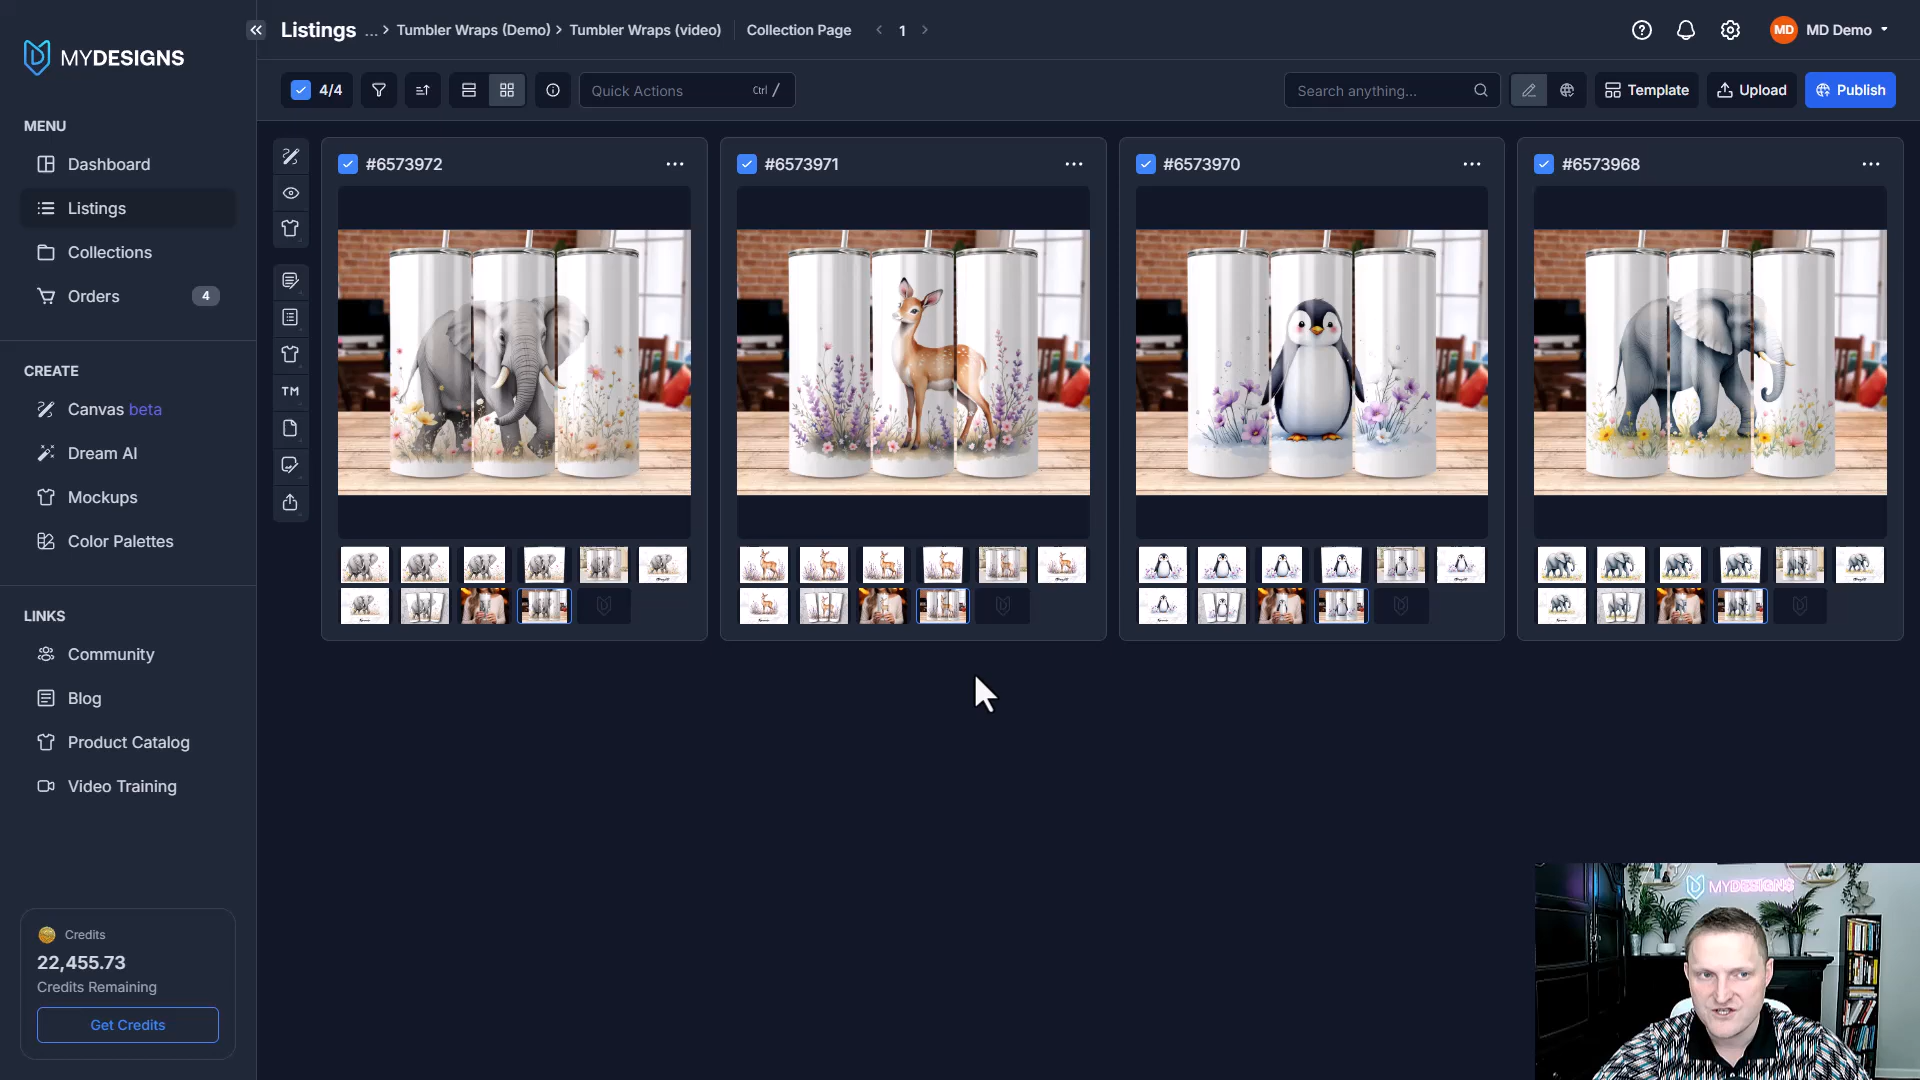 Listings ... > Tumbler Wraps (Demo) > Tumbler Wraps (video) Collection Page < 1 >
MD MD Demo
MYDESIGNS
4/4
Quick Actions Ctrl /
Search anything...
Template
Upload
Publish
MENU
Dashboard
Listings
Collections
Orders 4
CREATE
Canvas beta
Dream AI
Mockups
Color Palettes
LINKS
Community
Blog
Product Catalog
Video Training
Credits
22,455.73
Credits Remaining
Get Credits
TM
#6573972
#6573971
#6573970
#6573968
MYDESIGNS